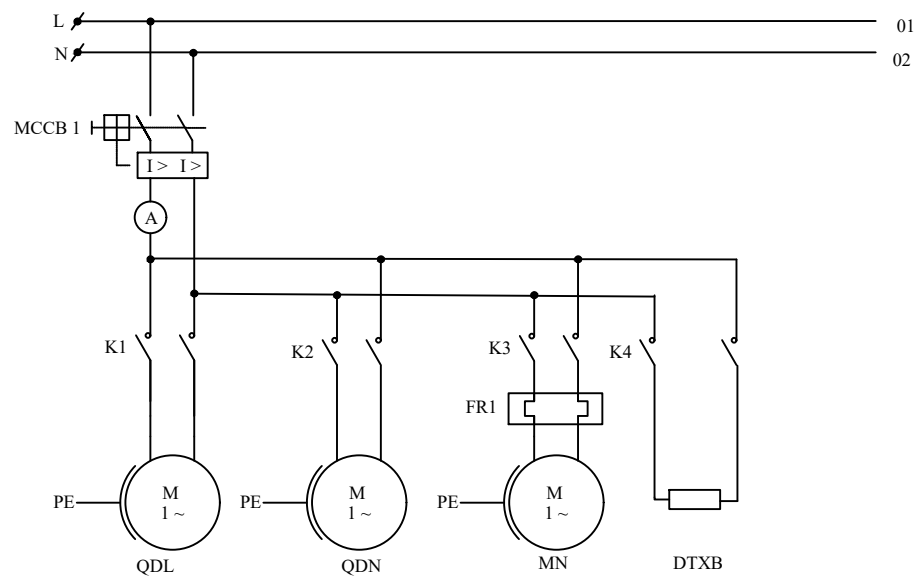 L
01
N
02
MCCB 1
I > I >
A
K1
K2
K3
K4
FR1
PE
M
1 ~
PE
M
1 ~
PE
M
1 ~
QDL
QDN
MN
DTXB